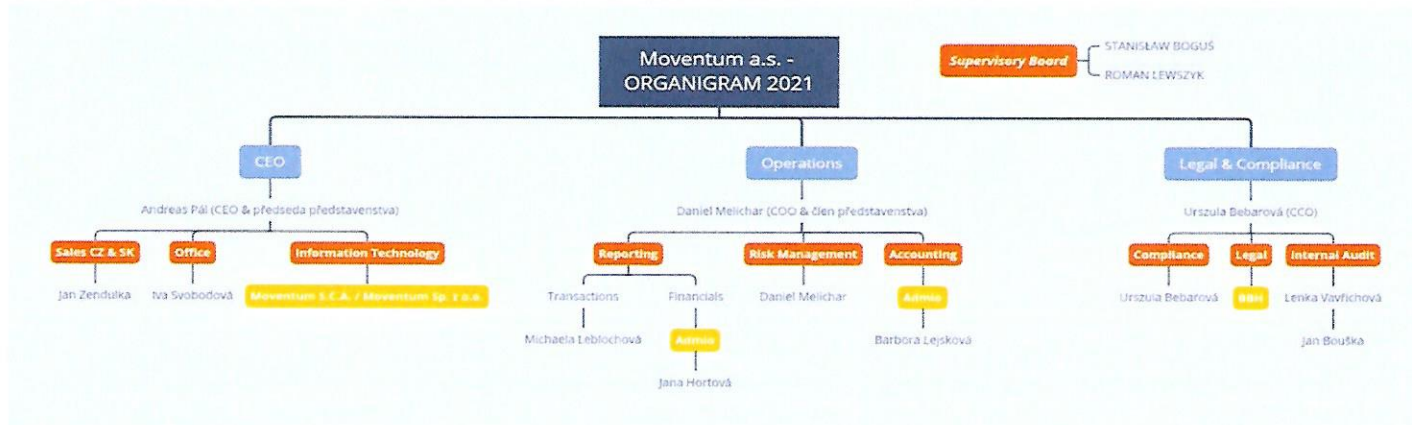 Moventum a.s. -
ORGANIGRAM 2021
Supervisory Board
STANISŁAW BOGUŚ
ROMAN LEWSZYK
CEO
Operations
Legal & Compliance
Andreas Pál (CEO & předseda představenstva)
Daniel Melichar (COO & člen představenstva)
Urszula Bebarová (CCO)
Sales CZ & SK
Office
Information Technology
Reporting
Risk Management
Accounting
Compliance
Legal
Internal Audit
Jan Zendulka
Iva Svobodová
Moventum S.C.A. / Moventum Sp. z o.o.
Transactions
Financials
Daniel Melichar
Urszula Bebarová
BBH
Lenka Vavřichová
Michaela Leblochová
Barbora Lejsková
Jan Bouška
Jana Hortová